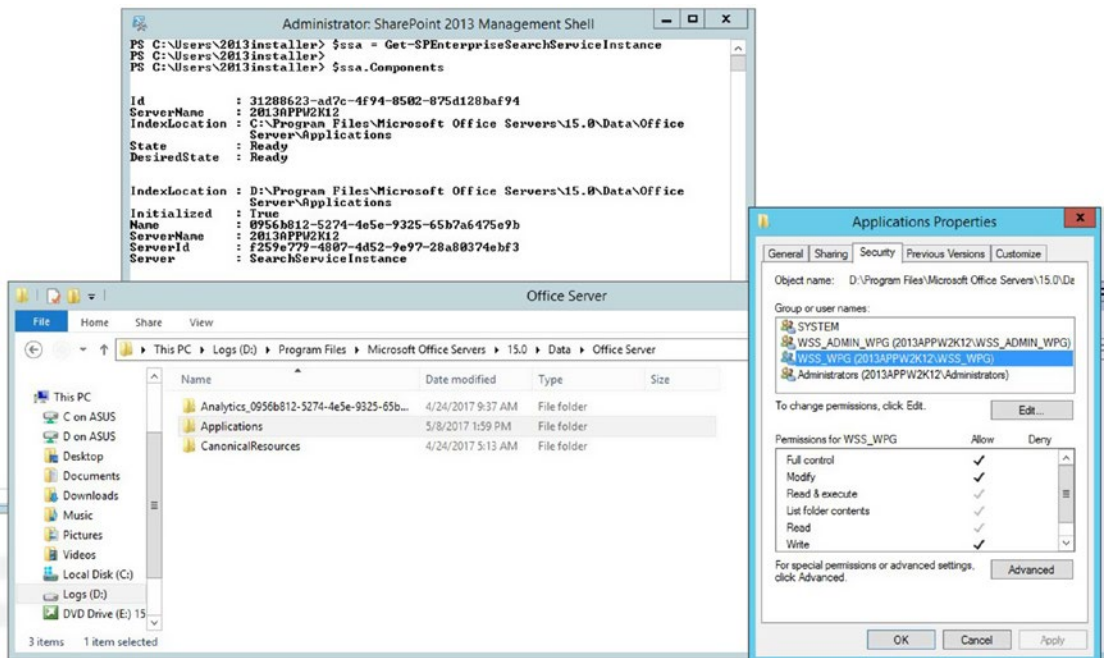 Administrator: SharePoint 2013 Management Shell
PS C:\Users\2013installer> $ssa = Get-SPEnterpriseSearchServiceInstance
PS C:\Users\2013installer>
PS C:\Users\2013installer> $ssa.Components
Id : 31288623-ad7c-4f94-8502-875d128baf94
ServerName : 2013APPW2K12
IndexLocation : C:\Program Files\Microsoft Office Servers\15.0\Data\Office
Server\Applications
State : Ready
DesiredState : Ready
IndexLocation : D:\Program Files\Microsoft Office Servers\15.0\Data\Office
Server\Applications
Initialized : True
Name : 0956b812-5274-4e5e-9325-65b7a6475e9b
ServerName : 2013APPW2K12
ServerId : f259e779-4807-4d52-9e97-28a80374ebf3
Server : SearchServiceInstance
Office Server
File Home Share View
This PC Logs (D:) Program Files Microsoft Office Servers 15.0 Data Office Server
Name Date modified Type Size
Analytics_0956b812-5274-4e5e-9325-65b... 4/24/2017 9:37 AM File folder
Applications 5/8/2017 1:59 PM File folder
CanonicalResources 4/24/2017 5:13 AM File folder
This PC
C on ASUS
D on ASUS
Desktop
Documents
Downloads
Music
Pictures
Videos
Local Disk (C:)
Logs (D:)
DVD Drive (E:) 15
3 items 1 item selected
Applications Properties
General Sharing Security Previous Versions Customize
Object name: D:\Program Files\Microsoft Office Servers\15.0\Da
Group or user names:
SYSTEM
WSS_ADMIN_WPG (2013APPW2K12\WSS_ADMIN_WPG)
WSS_WPG (2013APPW2K12\WSS_WPG)
Administrators (2013APPW2K12\Administrators)
To change permissions, click Edit.
Edit...
Permissions for WSS_WPG Allow Deny
Full control
Modify
Read & execute
List folder contents
Read
Write
For special permissions or advanced settings,
click Advanced.
Advanced
OK Cancel Apply